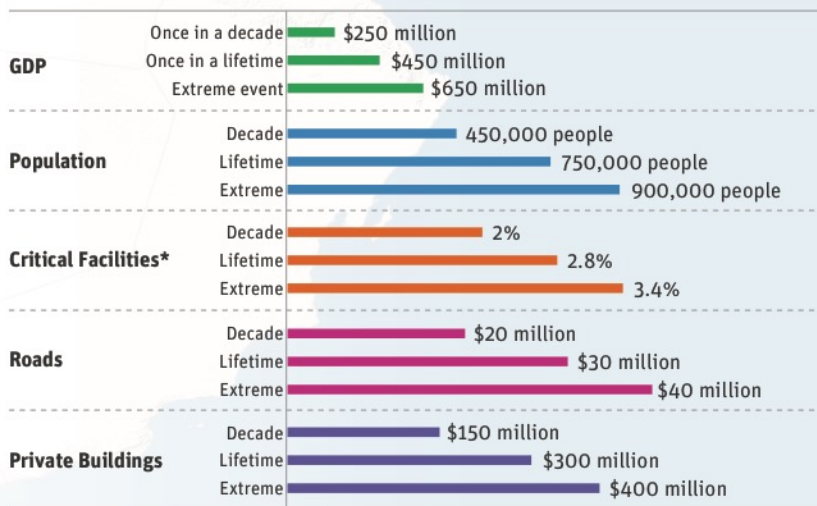 GDP
Once in a decade $250 million
Once in a lifetime $450 million
Extreme event $650 million
Population
Decade 450,000 people
Lifetime 750,000 people
Extreme 900,000 people
Critical Facilities*
Decade 2%
Lifetime 2.8%
Extreme 3.4%
Roads
Decade $20 million
Lifetime $30 million
Extreme $40 million
Private Buildings
Decade $150 million
Lifetime $300 million
Extreme $400 million